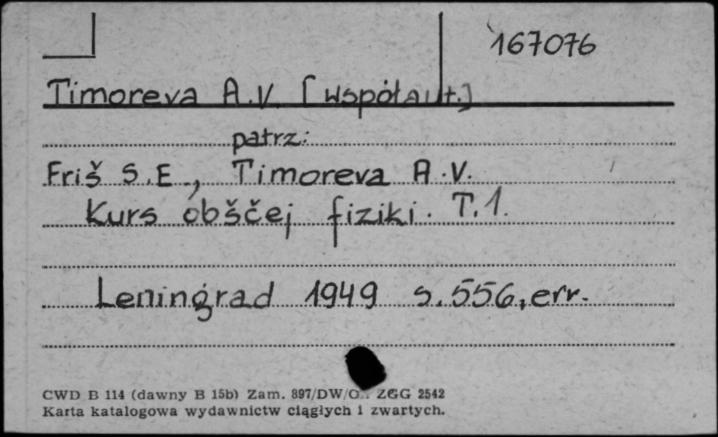 167076
Timoreva A.V. [współaut.]
patrz:
Friš S.E., Timoreva A.V.
Kurs obščej fiziki. T.1.
Leningrad 1949 s.556, err.
CWD B 114 (dawny B 15b) Zam. 897/DW/O. ZGG 2542
Karta katalogowa wydawnictw ciągłych i zwartych.